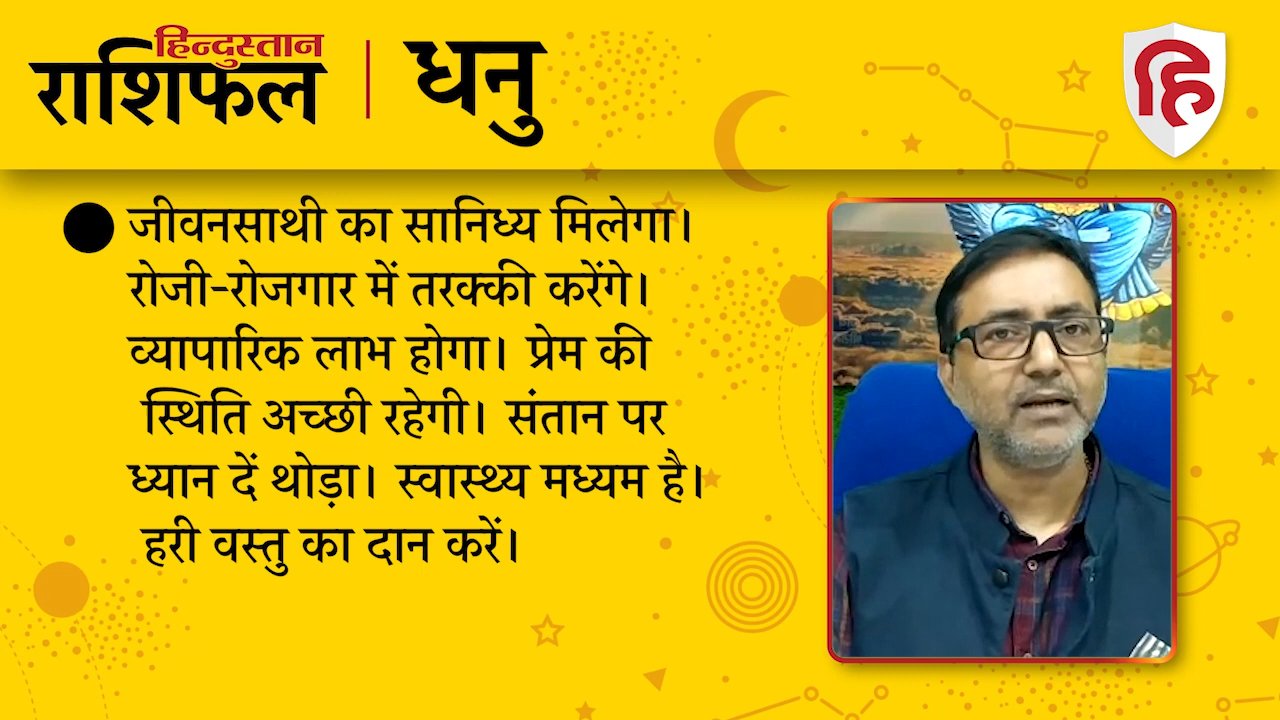 हिन्दुस्तान
राशिफल
धनु
हि
जीवनसाथी का सानिध्य मिलेगा।
रोजी-रोजगार में तरक्की करेंगे।
व्यापारिक लाभ होगा। प्रेम की
स्थिति अच्छी रहेगी। संतान पर
ध्यान दें थोड़ा। स्वास्थ्य मध्यम है।
हरी वस्तु का दान करें।